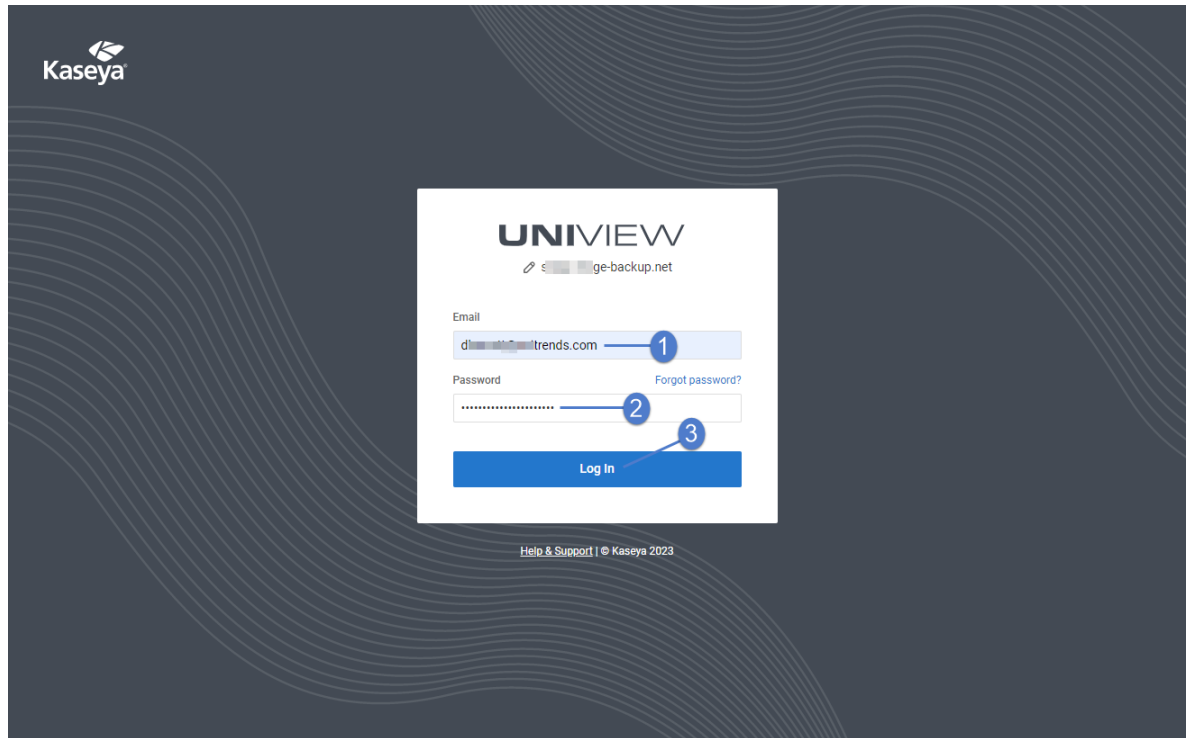 Kaseya
UNIVIEW
ge-backup.net
Email
trends.com
1
Password Forgot password?
2
3
Log In
Help & Support | © Kaseya 2023